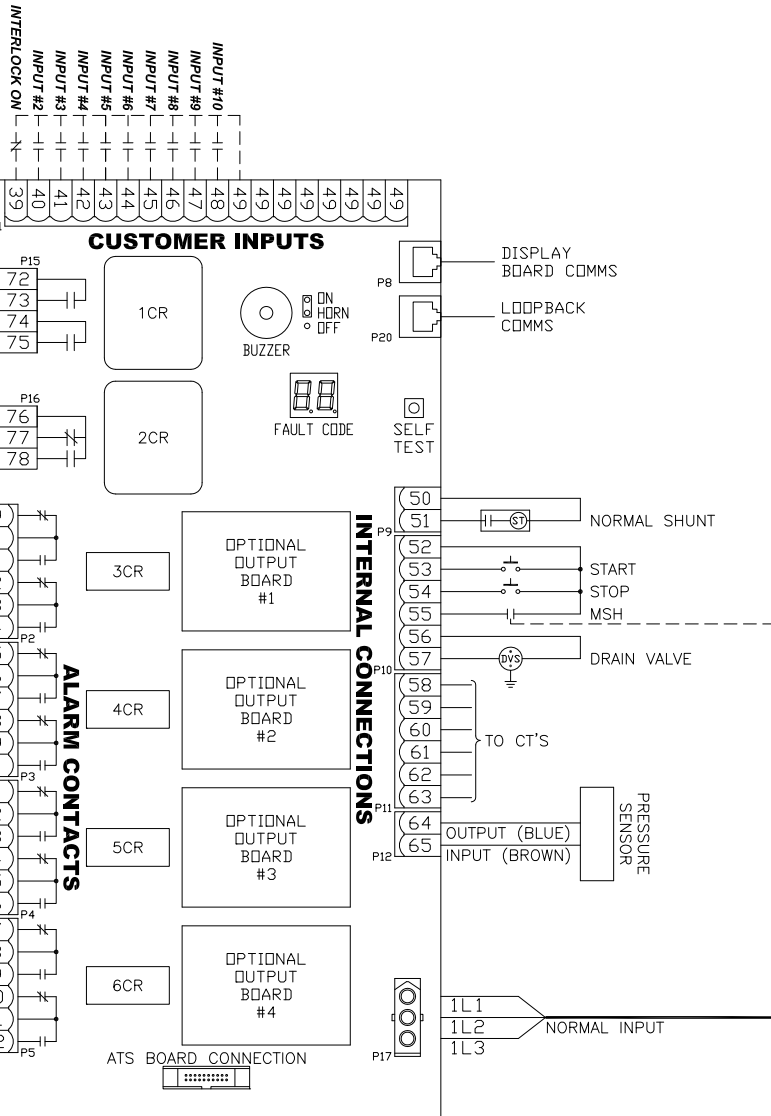 INTERLOCK ON
INPUT #2
INPUT #3
INPUT #4
INPUT #5
INPUT #6
INPUT #7
INPUT #8
INPUT #9
INPUT #10
39 40 41 42 43 44 45 46 47 48 49 49 49 49 49 49 49 49
CUSTOMER INPUTS
P15
72
73
74
75
1CR
BUZZER
ON
HORN
OFF
P8
DISPLAY
BOARD COMMS
P20
LOOPBACK
COMMS
P16
76
77
78
2CR
FAULT CODE
SELF
TEST
INTERNAL CONNECTIONS
P9
50
51
ST
NORMAL SHUNT
52
53
START
54
STOP
55
MSH
56
57
P10
DVS
DRAIN VALVE
58
59
60
61
62
63
P11
TO CT'S
64
65
P12
OUTPUT (BLUE)
INPUT (BROWN)
PRESSURE
SENSOR
ALARM CONTACTS
P2
P3
P4
P5
3CR
OPTIONAL
OUTPUT
BOARD
#1
4CR
OPTIONAL
OUTPUT
BOARD
#2
5CR
OPTIONAL
OUTPUT
BOARD
#3
6CR
OPTIONAL
OUTPUT
BOARD
#4
ATS BOARD CONNECTION
P17
1L1
1L2
1L3
NORMAL INPUT